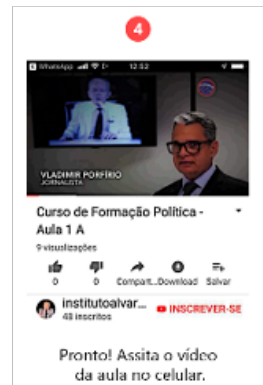 4
WhatsApp 12:52
VLADIMIR PORFÍRIO
JORNALISTA
Curso de Formação Política -
Aula 1 A
9 visualizações
0 0 Compart... Download Salvar
institutoalvar... INSCREVER-SE
48 inscritos
Pronto! Assita o vídeo
da aula no celular.